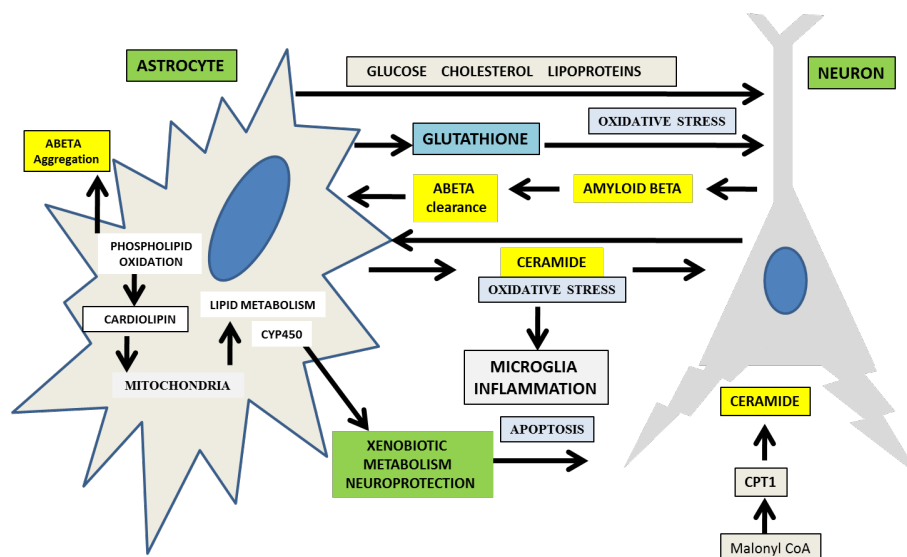 ASTROCYTE
GLUCOSE CHOLESTEROL LIPOPROTEINS
NEURON
GLUTATHIONE
OXIDATIVE STRESS
ABETA
Aggregation
ABETA
clearance
AMYLOID BETA
PHOSPHOLIPID
OXIDATION
CERAMIDE
OXIDATIVE STRESS
LIPID METABOLISM
CARDIOLIPIN
CYP450
MITOCHONDRIA
MICROGLIA
INFLAMMATION
CERAMIDE
APOPTOSIS
XENOBIOTIC
METABOLISM
NEUROPROTECTION
CPT1
Malonyl CoA